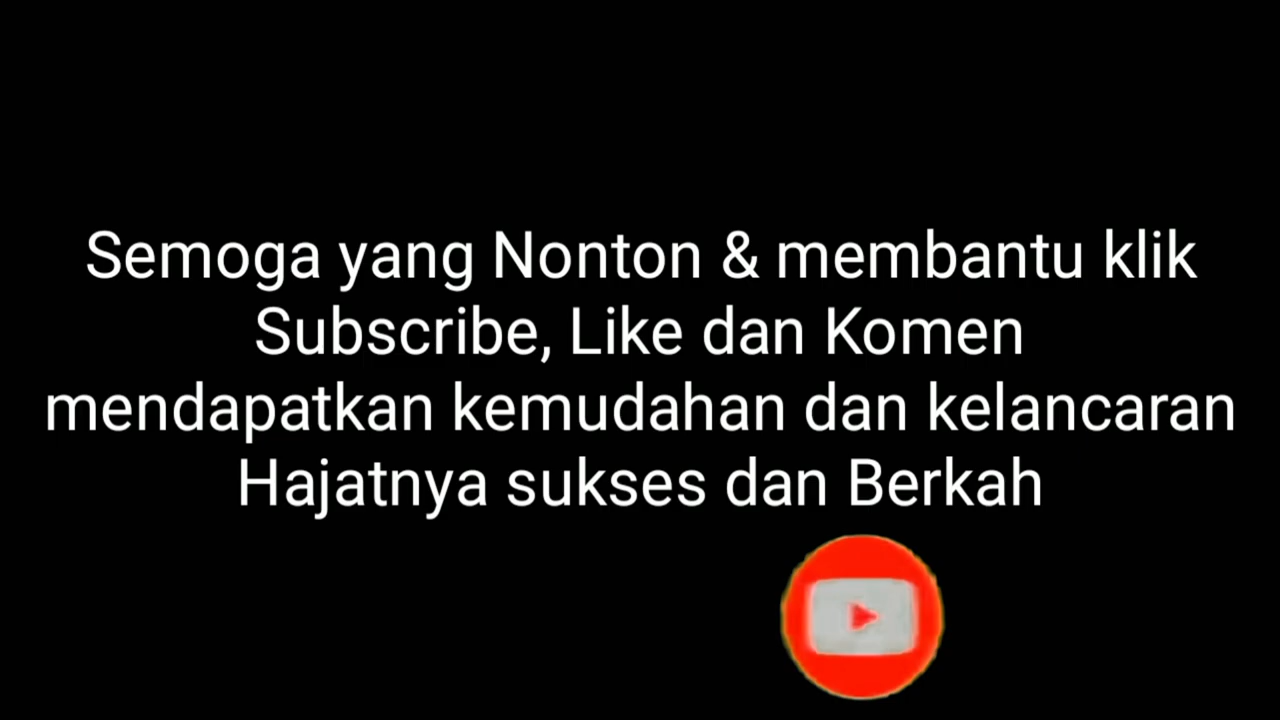 Semoga yang Nonton & membantu klik
Subscribe, Like dan Komen
mendapatkan kemudahan dan kelancaran
Hajatnya sukses dan Berkah